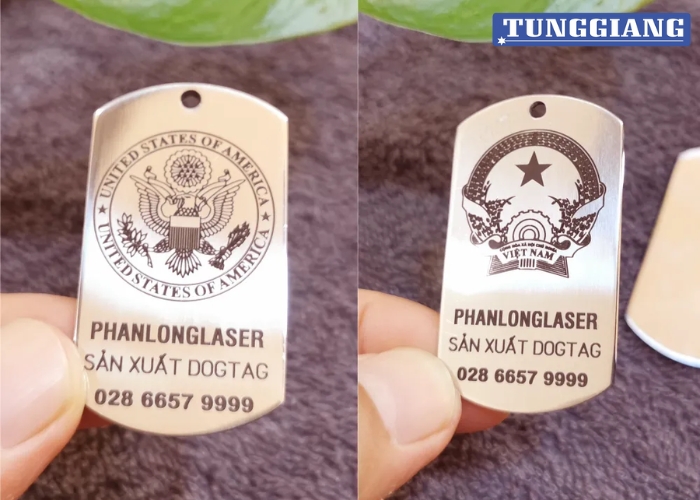 UNITED STATES OF AMERICA
UNITED STATES OF AMERICA
PHANLONGLASER
SẢN XUẤT DOGTAG
028 6657 9999
TUNGGIANG
VIỆT NAM
PHANLONGLASER
SẢN XUẤT DOGTAG
028 6657 9999